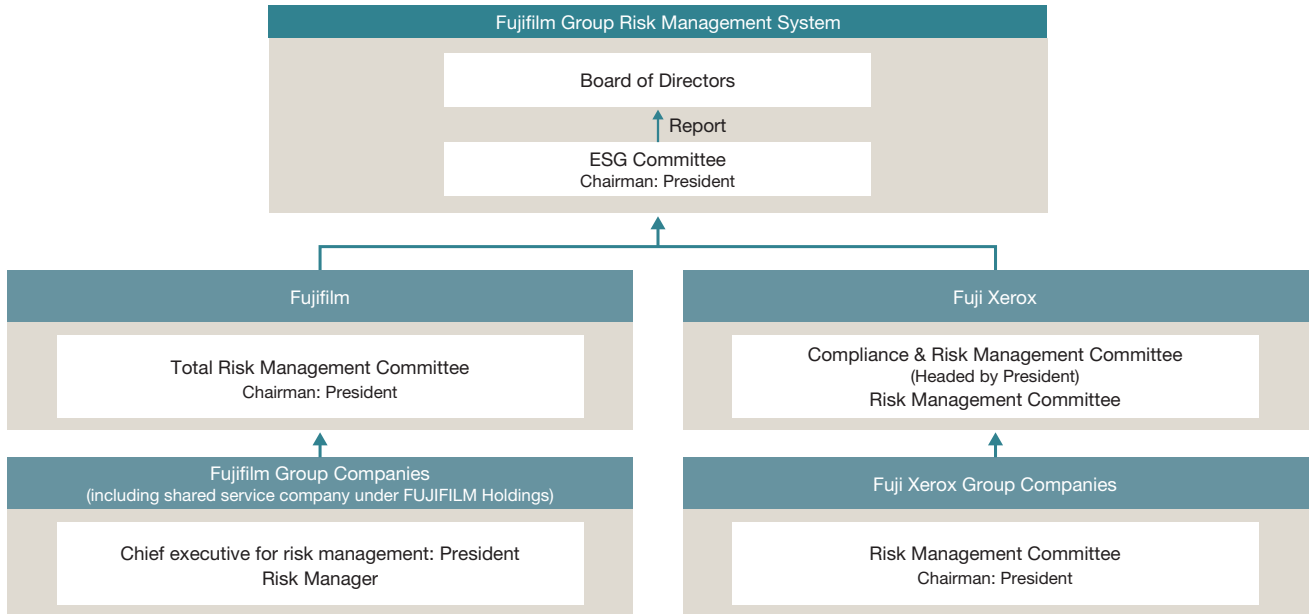 Fujifilm Group Risk Management System
Board of Directors
Report
ESG Committee
Chairman: President
Fujifilm
Total Risk Management Committee
Chairman: President
Fujifilm Group Companies
(including shared service company under FUJIFILM Holdings)
Chief executive for risk management: President
Risk Manager
Fuji Xerox
Compliance & Risk Management Committee
(Headed by President)
Risk Management Committee
Fuji Xerox Group Companies
Risk Management Committee
Chairman: President